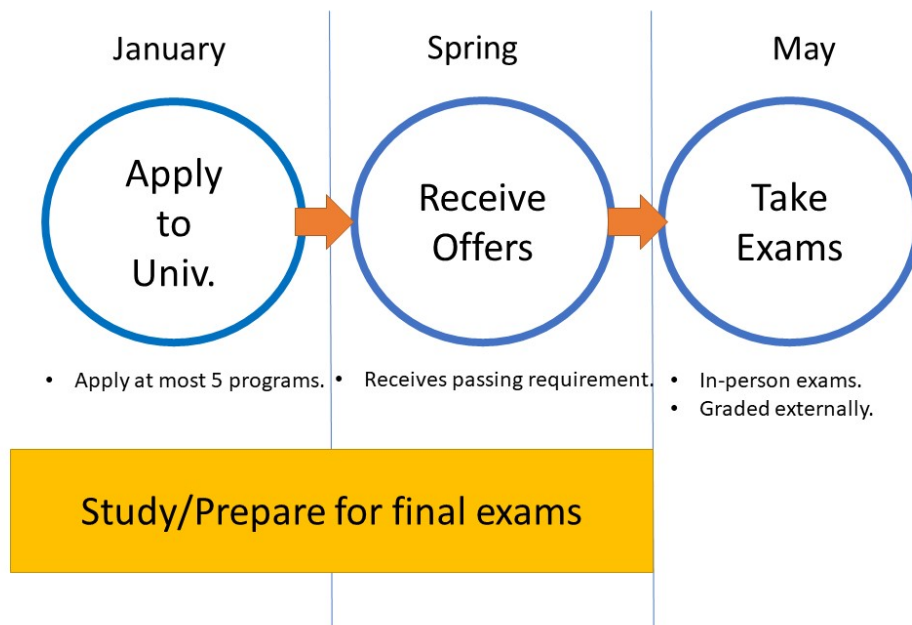 January
Spring
May
Apply
to
Univ.
Receive
Offers
Take
Exams
• Apply at most 5 programs.
• Receives passing requirement.
• In-person exams.
• Graded externally.
Study/Prepare for final exams